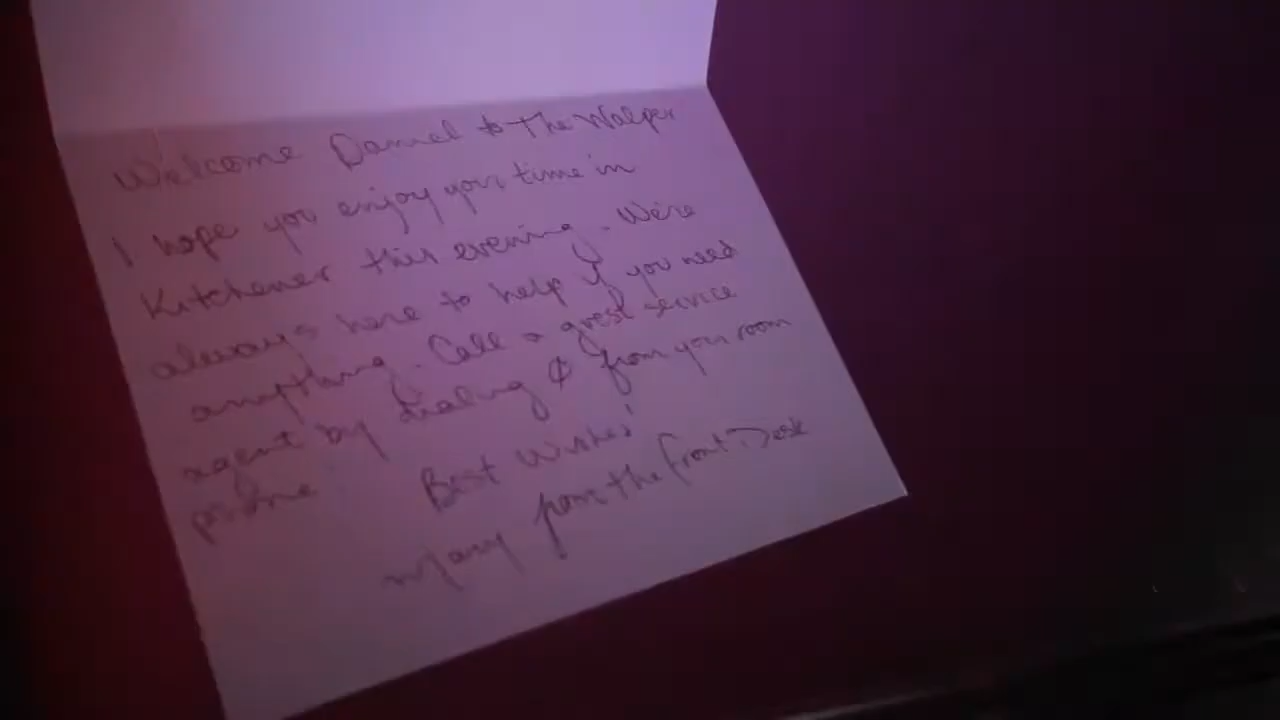 Welcome Daniel to The Walper
I hope you enjoy your time in
Kitchener this evening. We're
always here to help if you need
anything. Call a guest service
agent by dialing from your room
phone Best Wishes!
from the Front Desk